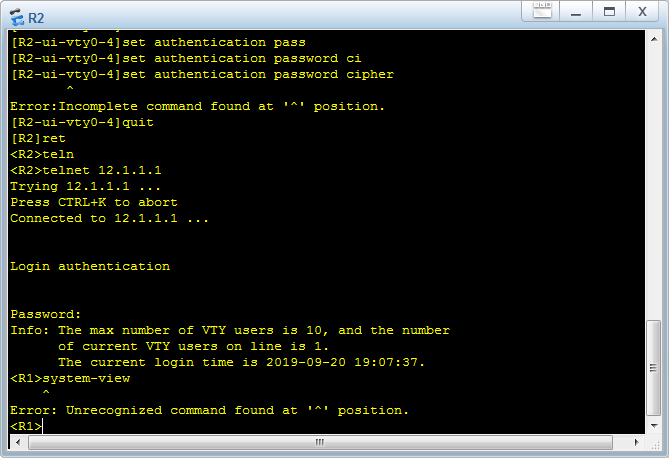 R2
[R2-ui-vty0-4]set authentication pass
[R2-ui-vty0-4]set authentication password ci
[R2-ui-vty0-4]set authentication password cipher
^
Error:Incomplete command found at '^' position.
[R2-ui-vty0-4]quit
[R2]ret
<R2>teln
<R2>telnet 12.1.1.1
Trying 12.1.1.1 ...
Press CTRL+K to abort
Connected to 12.1.1.1 ...
Login authentication
Password:
Info: The max number of VTY users is 10, and the number
of current VTY users on line is 1.
The current login time is 2019-09-20 19:07:37.
<R1>system-view
^
Error: Unrecognized command found at '^' position.
<R1>